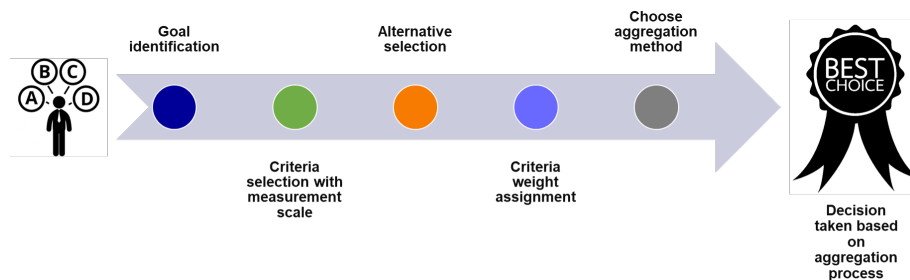 B C
A D
Goal
identification
Criteria
selection with
measurement
scale
Alternative
selection
Criteria
weight
assignment
Choose
aggregation
method
BEST
CHOICE
Decision
taken based
on
aggregation
process